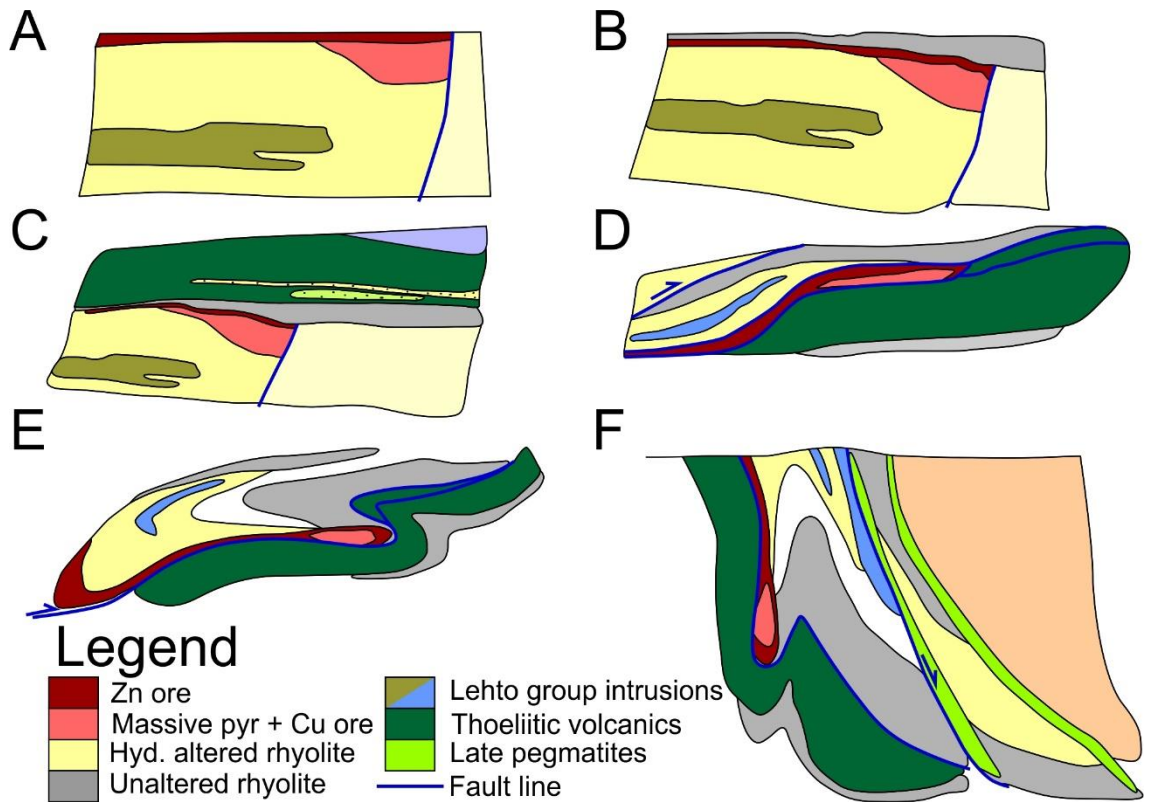 A
B
C
D
E
F
Legend
Zn ore
Massive pyr + Cu ore
Hyd. altered rhyolite
Unaltered rhyolite
Lehto group intrusions
Thoeliitic volcanics
Late pegmatites
Fault line